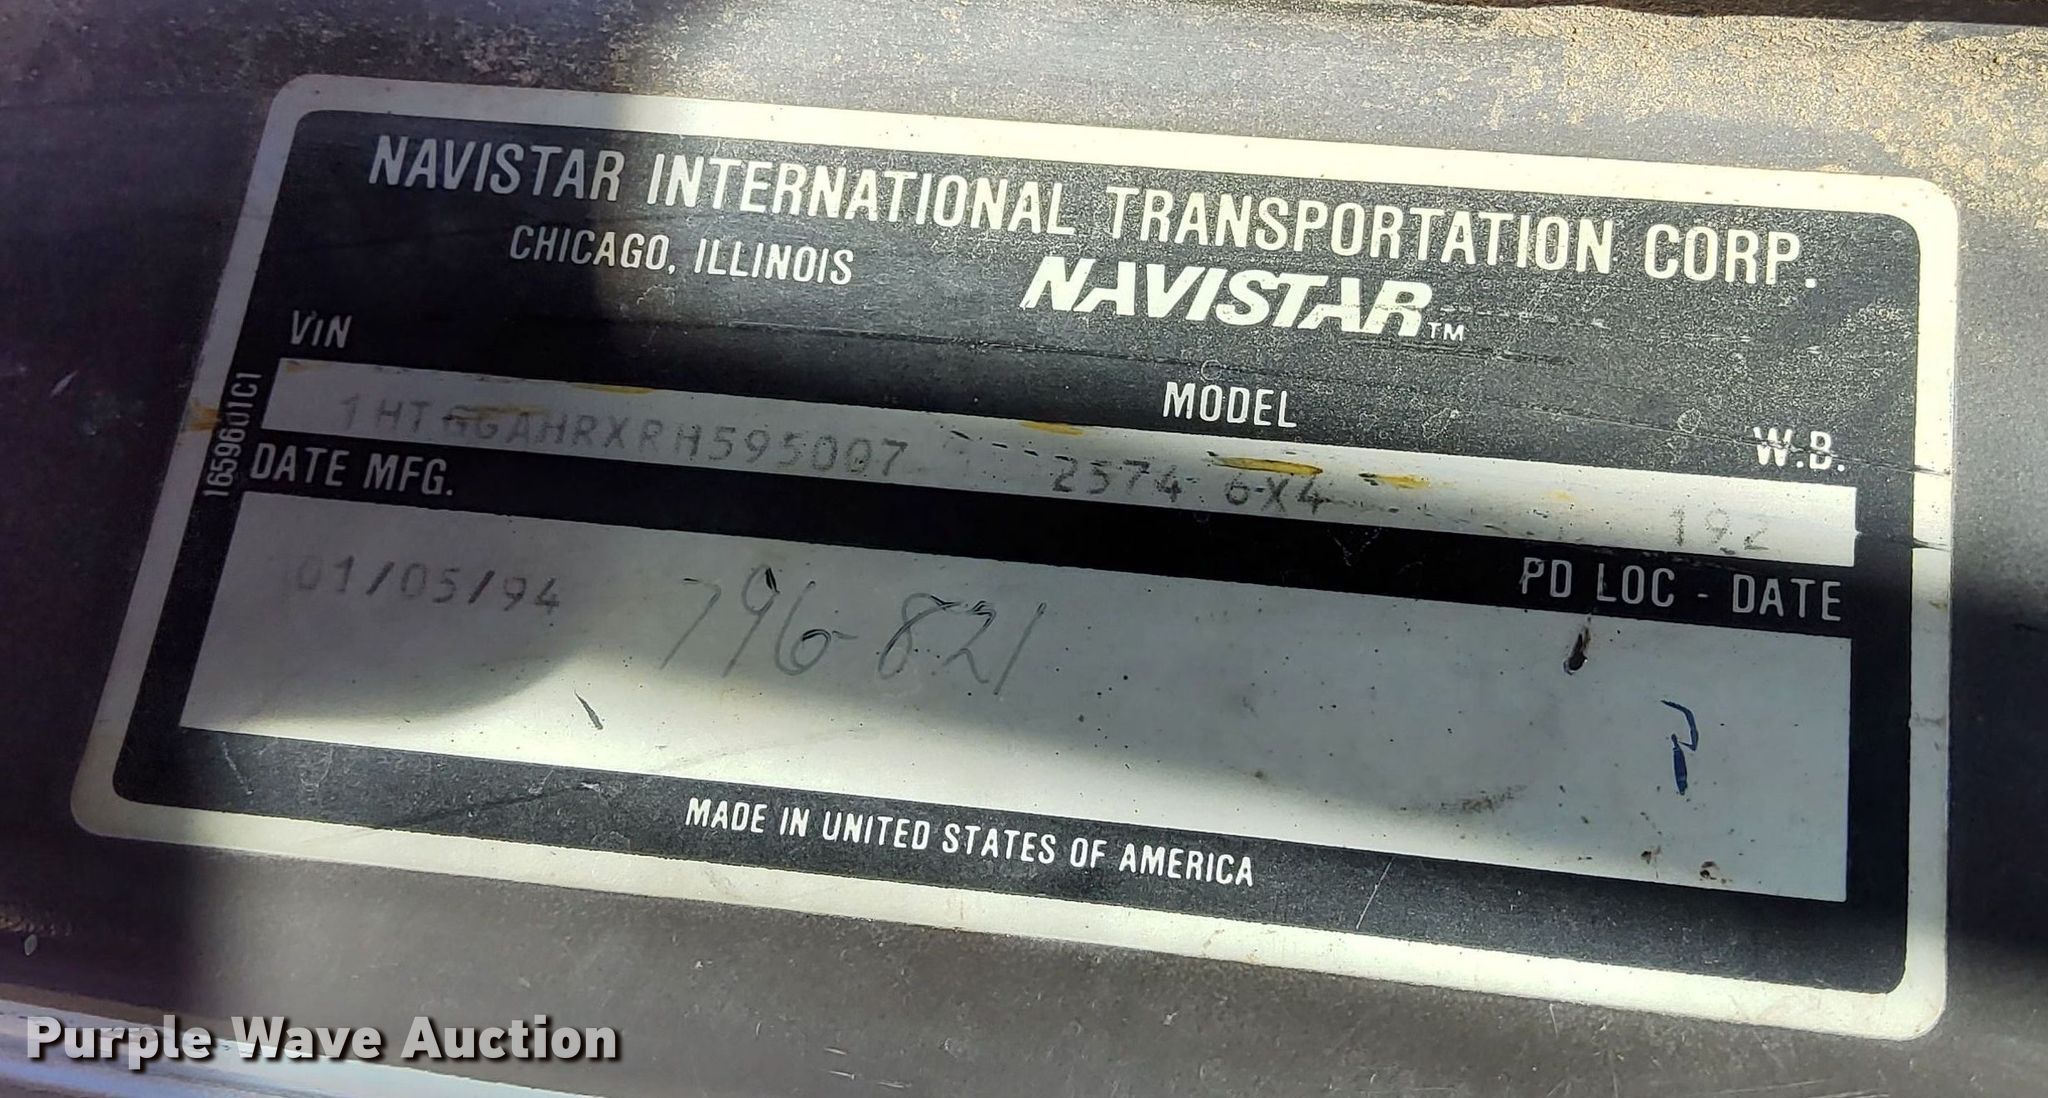 NAVISTAR INTERNATIONAL TRANSPORTATION CORP.
CHICAGO, ILLINOIS NAVISTAR™
VIN MODEL W.B.
1HTGGAHRXRH595007 2574 6X4 192
1659601C1
DATE MFG. PD LOC - DATE
01/05/94 796-821
MADE IN UNITED STATES OF AMERICA
Purple Wave Auction